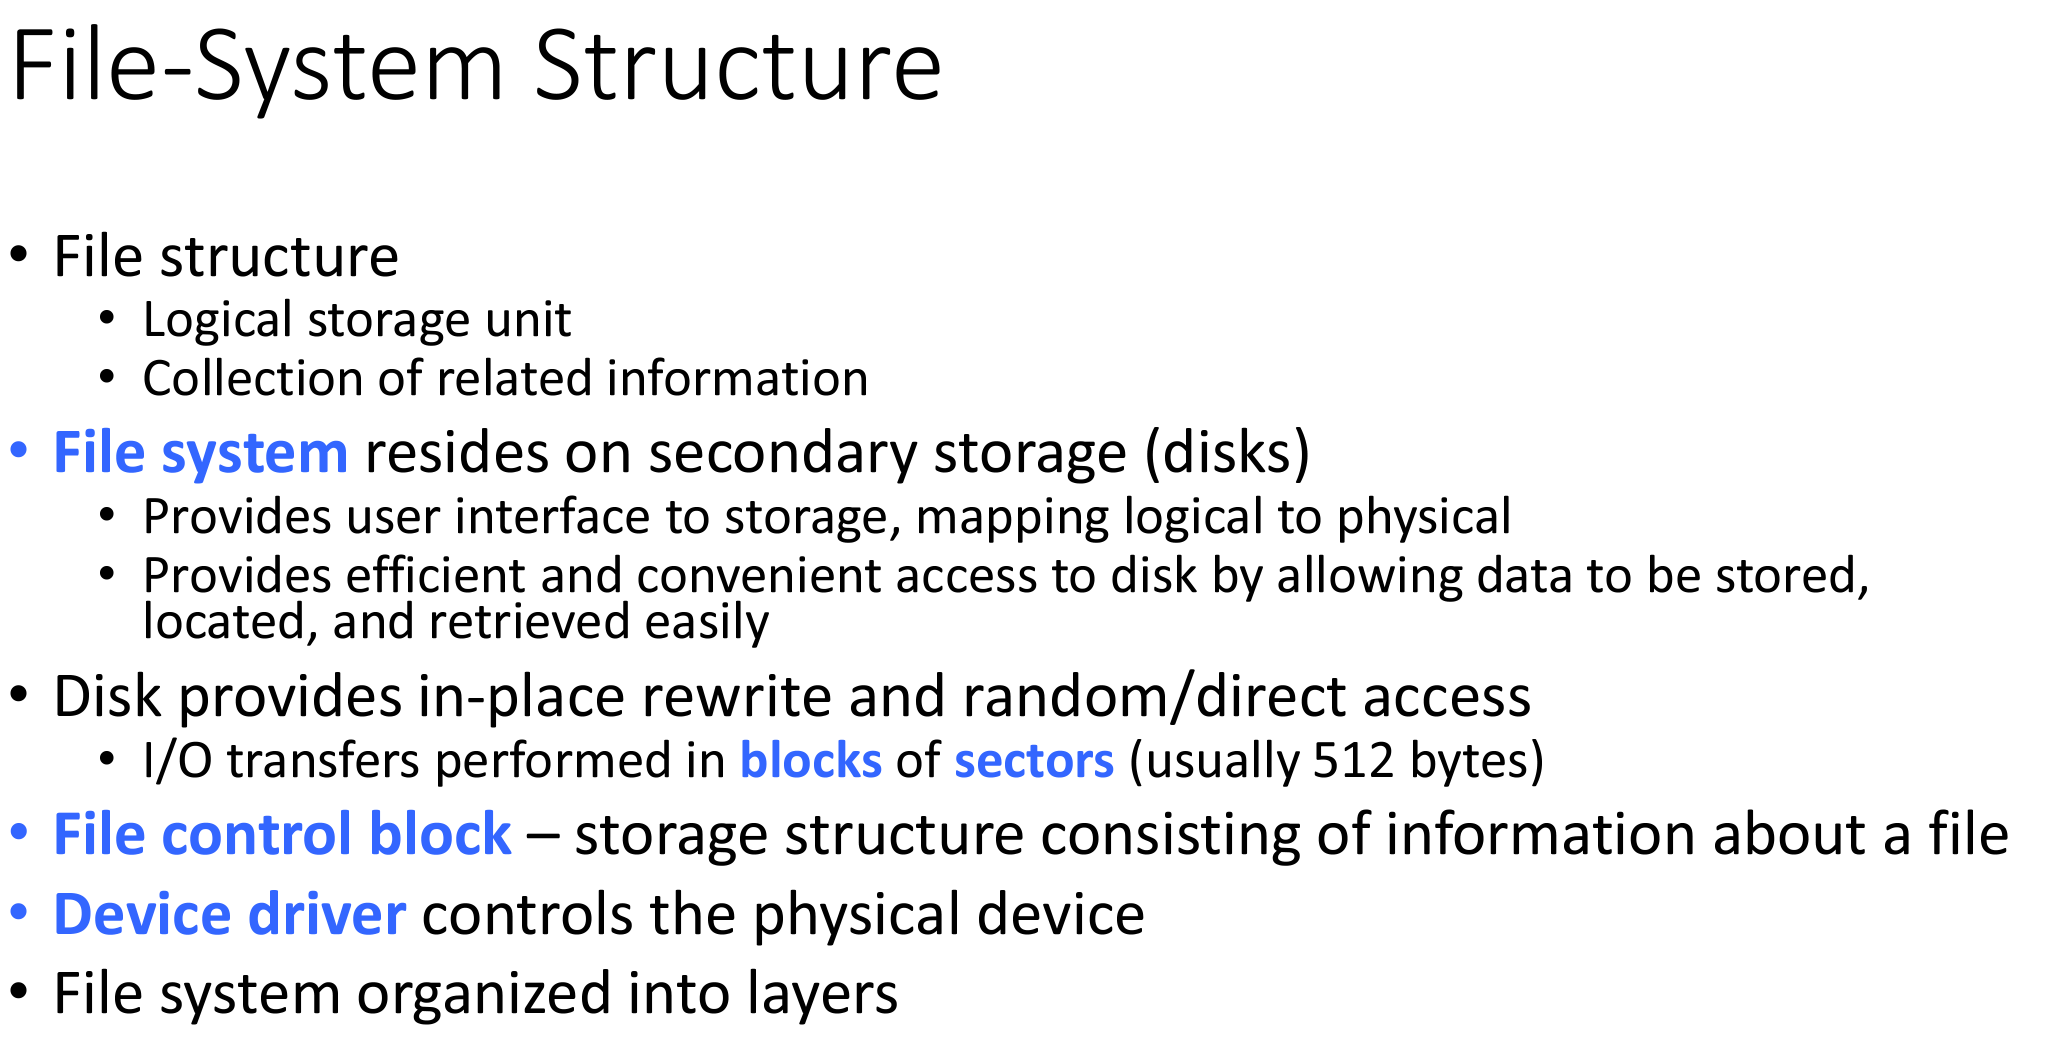 File-System Structure
• File structure
• Logical storage unit
• Collection of related information
• File system resides on secondary storage (disks)
• Provides user interface to storage, mapping logical to physical
• Provides efficient and convenient access to disk by allowing data to be stored,
located, and retrieved easily
• Disk provides in-place rewrite and random/direct access
• I/O transfers performed in blocks of sectors (usually 512 bytes)
• File control block – storage structure consisting of information about a file
• Device driver controls the physical device
• File system organized into layers